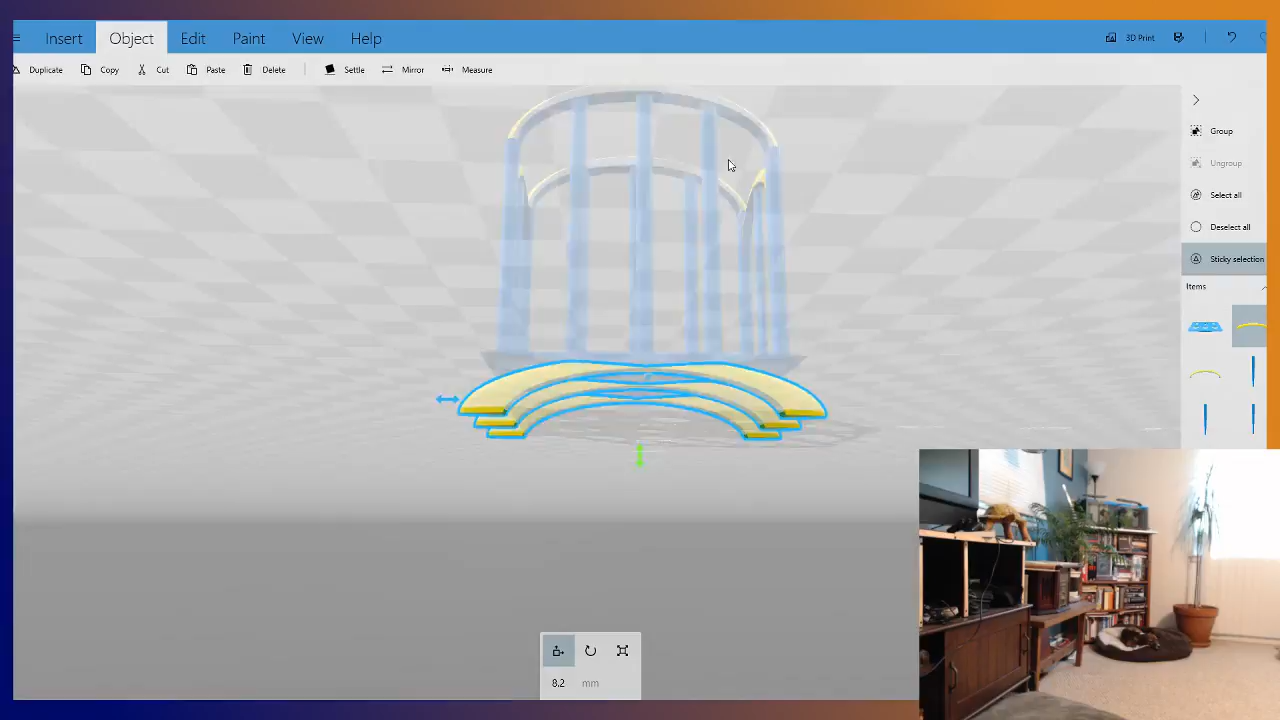 Insert Object Edit Paint View Help 3D Print
Duplicate Copy Cut Paste Delete Settle Mirror Measure
Group
Ungroup
Select all
Deselect all
Sticky selection
Items
8.2 mm